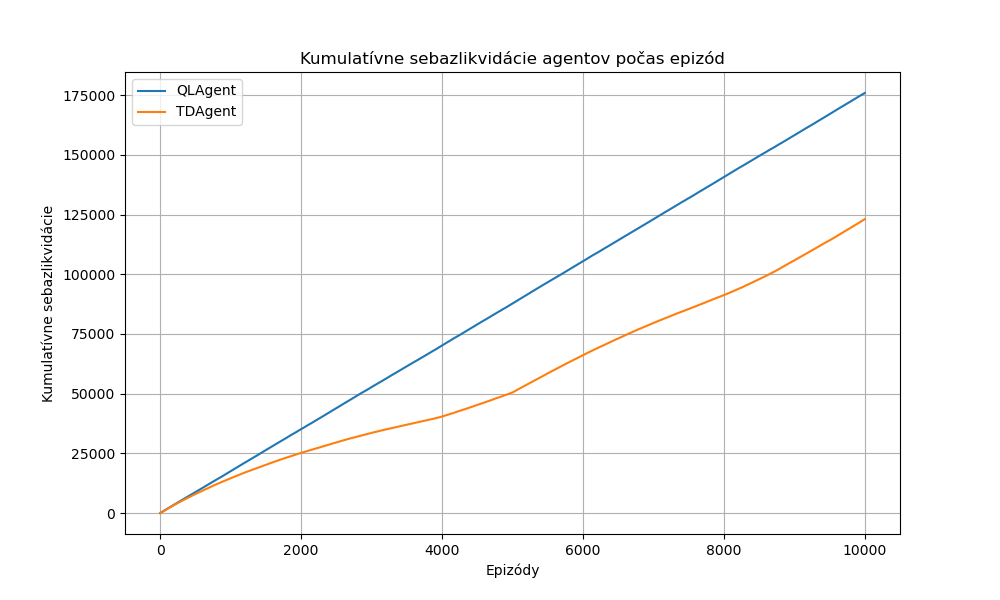 Kumulatívne sebazlikvidácie agentov počas epizód
QLAgent
TDAgent
Kumulatívne sebazlikvidácie
175000
150000
125000
100000
75000
50000
25000
0
0 2000 4000 6000 8000 10000
Epizódy